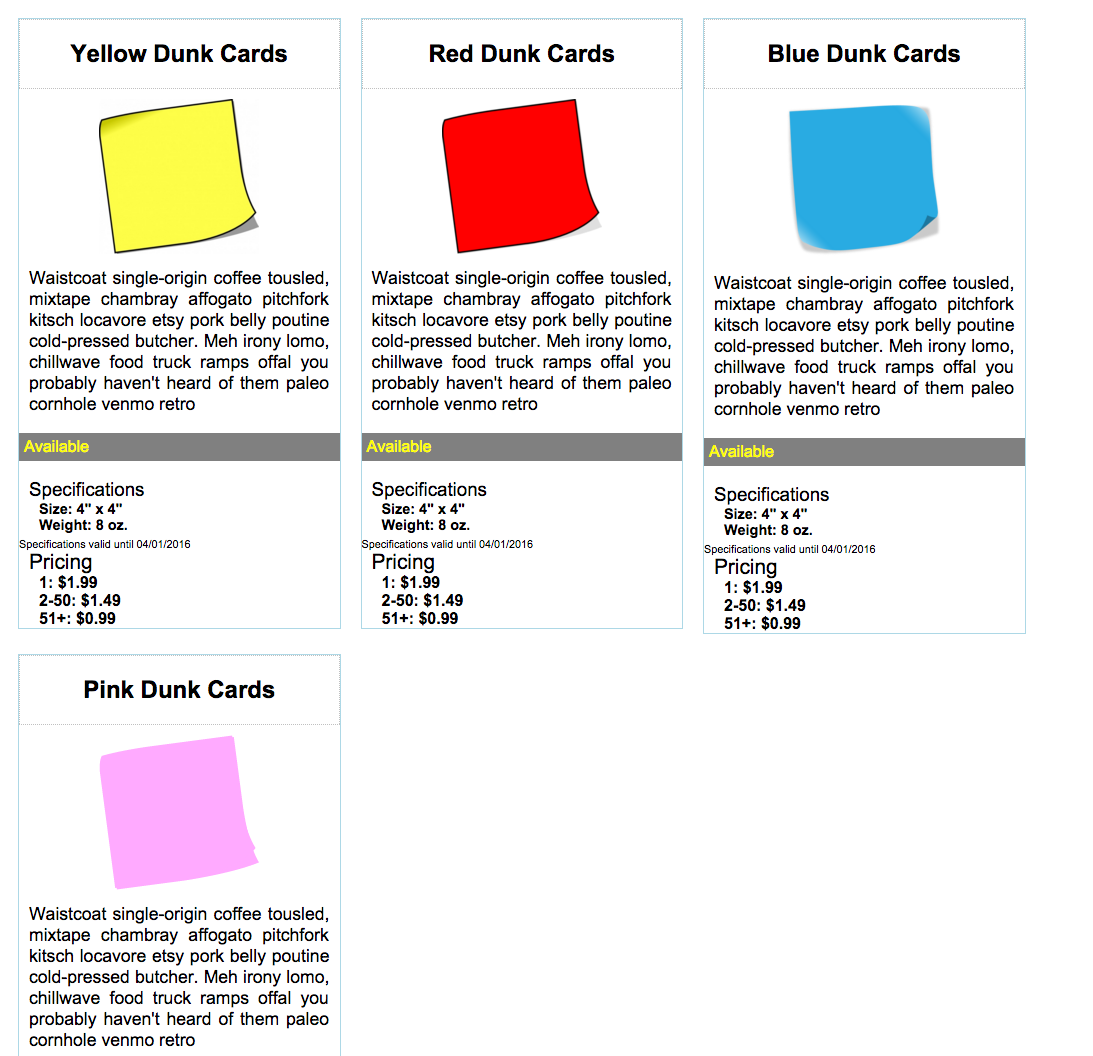 Yellow Dunk Cards
Waistcoat single-origin coffee tousled,
mixtape chambray affogato pitchfork
kitsch locavore etsy pork belly poutine
cold-pressed butcher. Meh irony lomo,
chillwave food truck ramps offal you
probably haven't heard of them paleo
cornhole venmo retro
Available
Specifications
Size: 4" x 4"
Weight: 8 oz.
Specifications valid until 04/01/2016
Pricing
1: $1.99
2-50: $1.49
51+: $0.99
Red Dunk Cards
Waistcoat single-origin coffee tousled,
mixtape chambray affogato pitchfork
kitsch locavore etsy pork belly poutine
cold-pressed butcher. Meh irony lomo,
chillwave food truck ramps offal you
probably haven't heard of them paleo
cornhole venmo retro
Available
Specifications
Size: 4" x 4"
Weight: 8 oz.
Specifications valid until 04/01/2016
Pricing
1: $1.99
2-50: $1.49
51+: $0.99
Blue Dunk Cards
Waistcoat single-origin coffee tousled,
mixtape chambray affogato pitchfork
kitsch locavore etsy pork belly poutine
cold-pressed butcher. Meh irony lomo,
chillwave food truck ramps offal you
probably haven't heard of them paleo
cornhole venmo retro
Available
Specifications
Size: 4" x 4"
Weight: 8 oz.
Specifications valid until 04/01/2016
Pricing
1: $1.99
2-50: $1.49
51+: $0.99
Pink Dunk Cards
Waistcoat single-origin coffee tousled,
mixtape chambray affogato pitchfork
kitsch locavore etsy pork belly poutine
cold-pressed butcher. Meh irony lomo,
chillwave food truck ramps offal you
probably haven't heard of them paleo
cornhole venmo retro